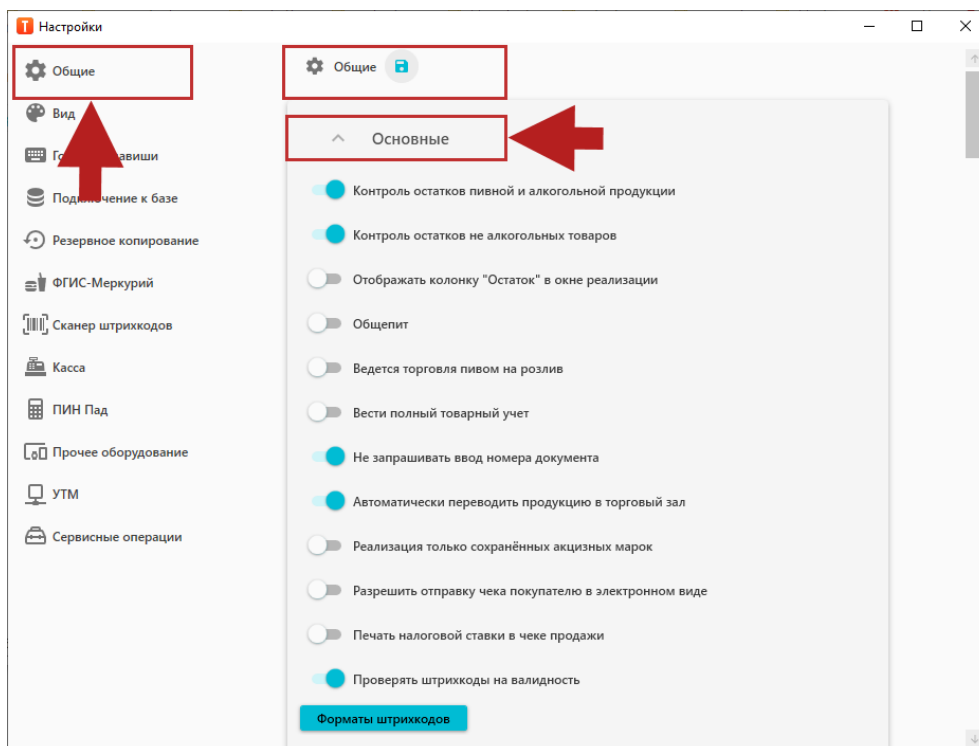 T Настройки
Общие
Вид
Подключение к базе
Резервное копирование
ФГИС-Меркурий
Сканер штрихкодов
Касса
ПИН Пад
Прочее оборудование
УТМ
Сервисные операции
Общие
Основные
Контроль остатков пивной и алкогольной продукции
Контроль остатков не алкогольных товаров
Отображать колонку "Остаток" в окне реализации
Общепит
Ведется торговля пивом на розлив
Вести полный товарный учет
Не запрашивать ввод номера документа
Автоматически переводить продукцию в торговый зал
Реализация только сохранённых акцизных марок
Разрешить отправку чека покупателю в электронном виде
Печать налоговой ставки в чеке продажи
Проверять штрихкоды на валидность
Форматы штрихкодов